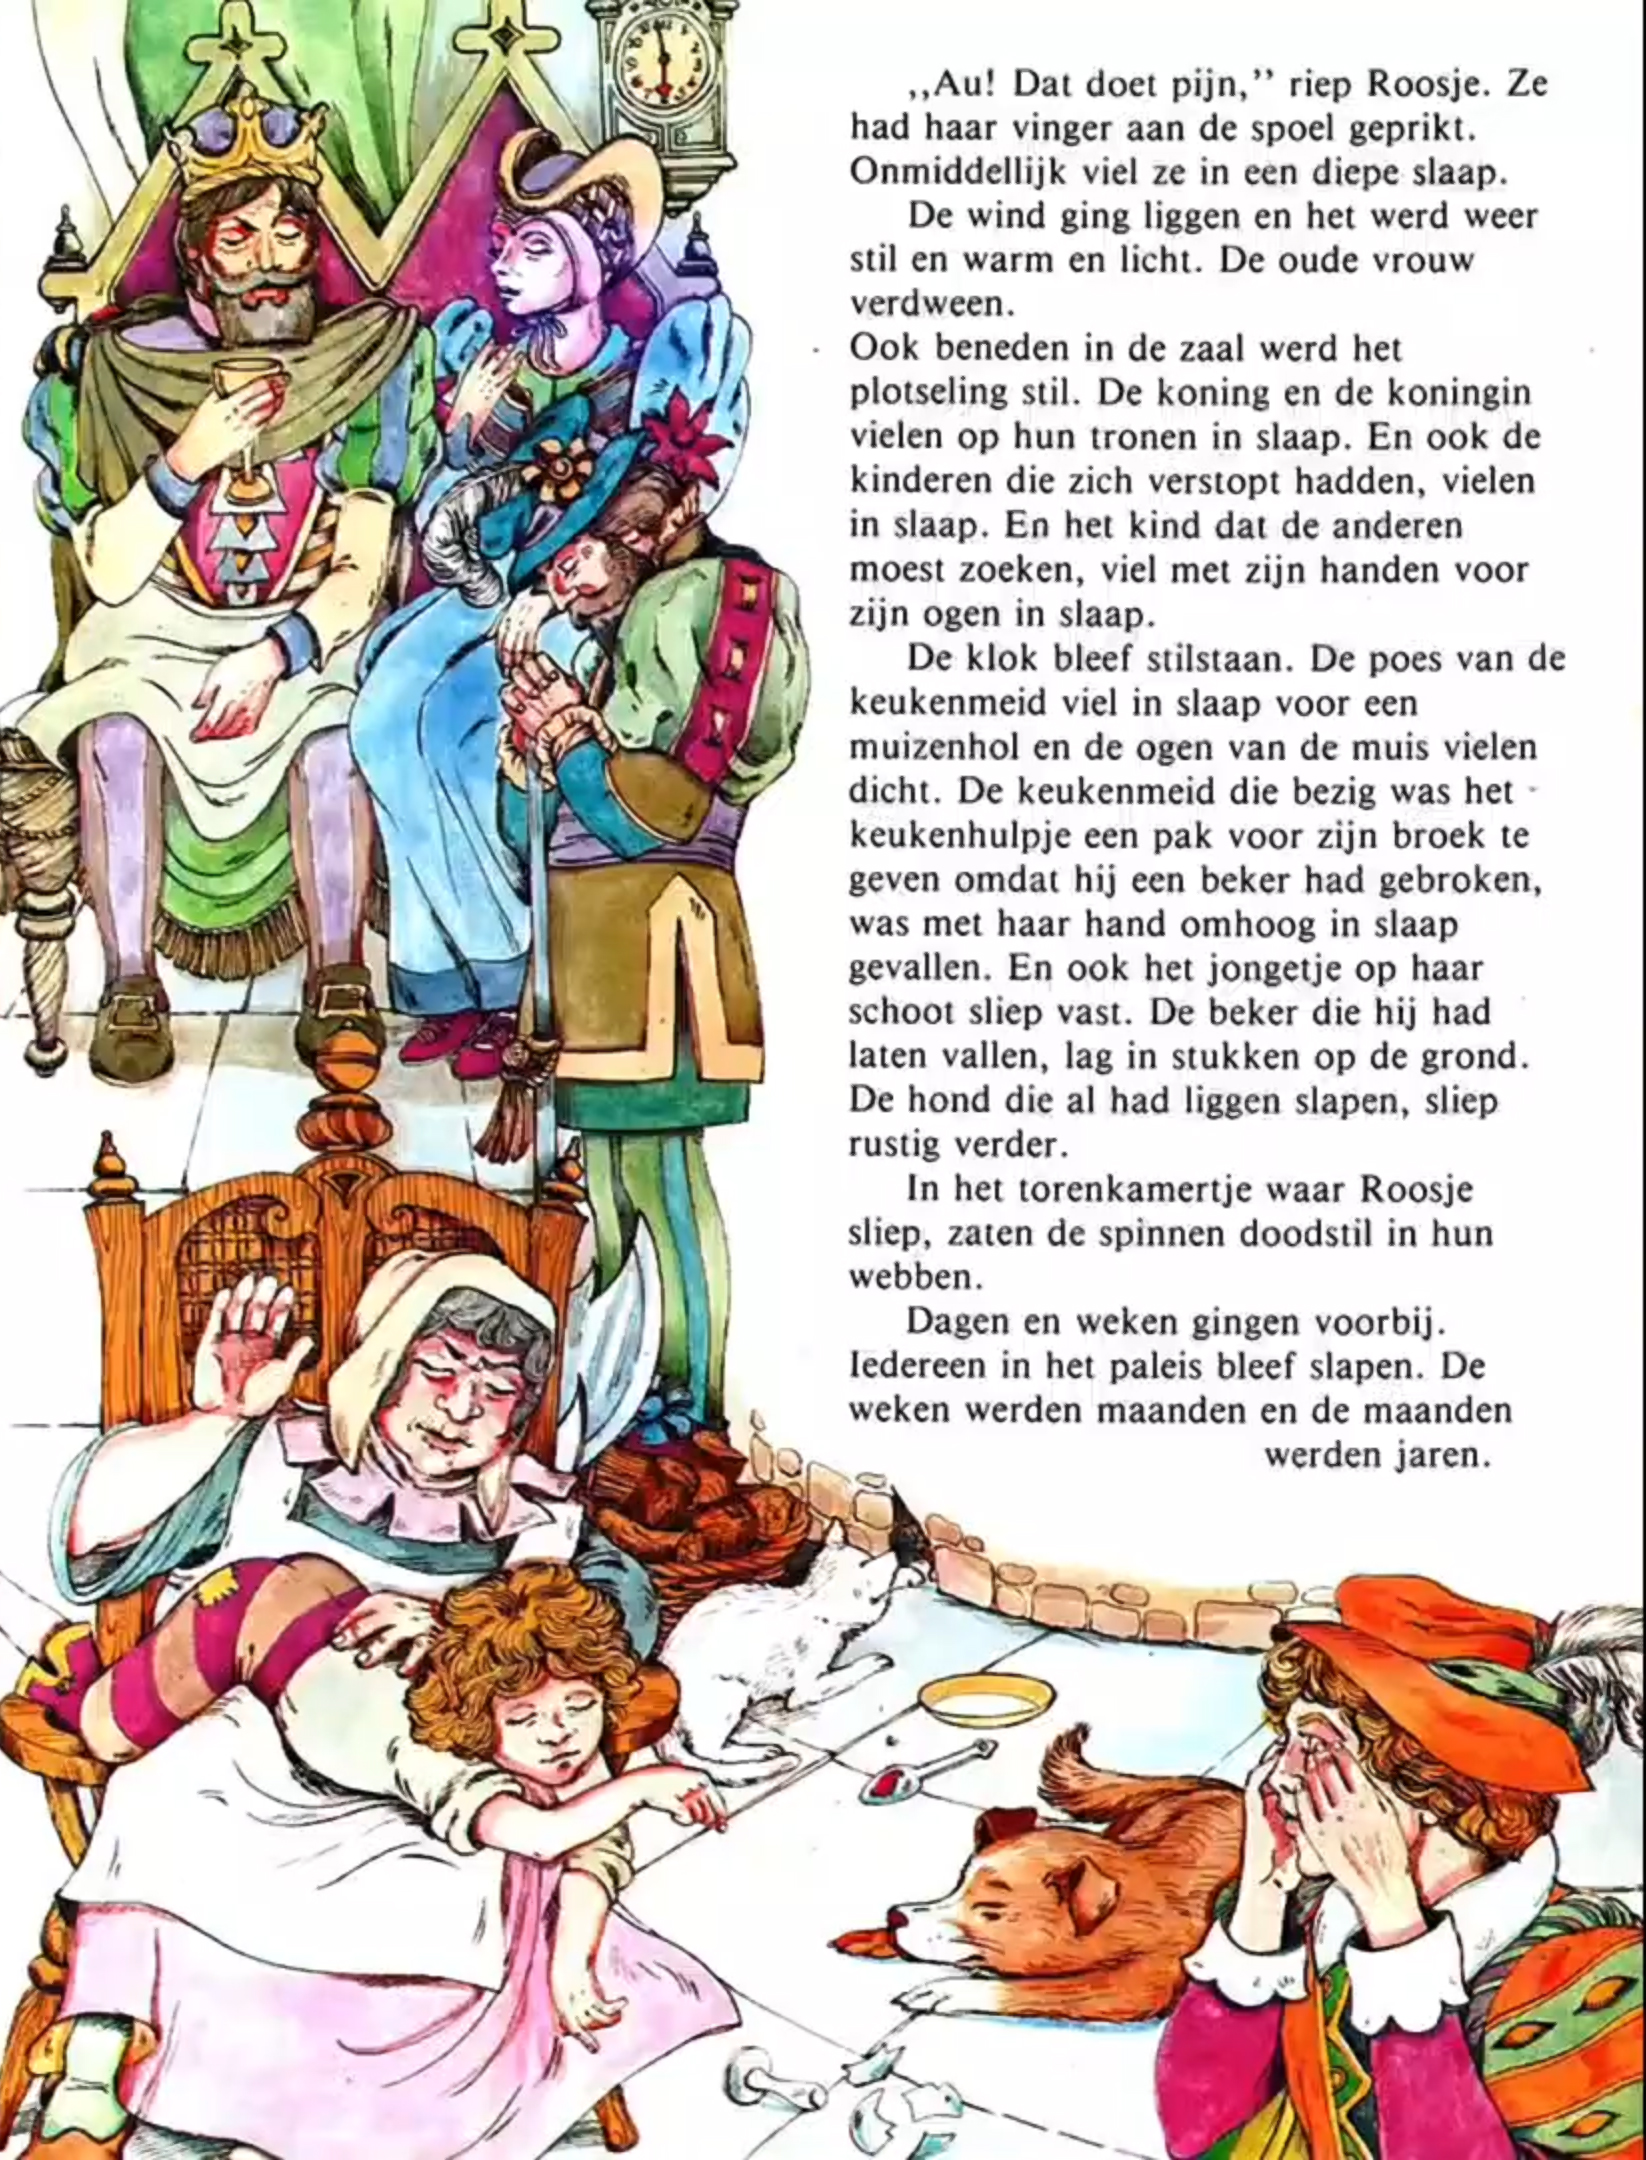 ,,Au! Dat doet pijn,’’ riep Roosje. Ze
had haar vinger aan de spoel geprikt.
Onmiddellijk viel ze in een diepe slaap.
De wind ging liggen en het werd weer
stil en warm en licht. De oude vrouw
verdween.
Ook beneden in de zaal werd het
plotseling stil. De koning en de koningin
vielen op hun tronen in slaap. En ook de
kinderen die zich verstopt hadden, vielen
in slaap. En het kind dat de anderen
moest zoeken, viel met zijn handen voor
zijn ogen in slaap.
De klok bleef stilstaan. De poes van de
keukenmeid viel in slaap voor een
muizenhol en de ogen van de muis vielen
dicht. De keukenmeid die bezig was het
keukenhulpje een pak voor zijn broek te
geven omdat hij een beker had gebroken,
was met haar hand omhoog in slaap
gevallen. En ook het jongetje op haar
schoot sliep vast. De beker die hij had
laten vallen, lag in stukken op de grond.
De hond die al had liggen slapen, sliep
rustig verder.
In het torenkamertje waar Roosje
sliep, zaten de spinnen doodstil in hun
webben.
Dagen en weken gingen voorbij.
Iedereen in het paleis bleef slapen. De
weken werden maanden en de maanden
werden jaren.